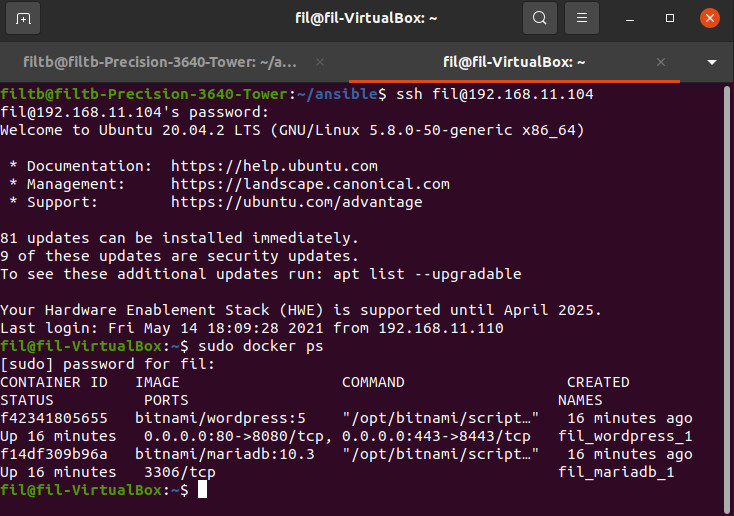 fil@fil-VirtualBox: ~
filtb@filtb-Precision-3640-Tower: ~/a...
fil@fil-VirtualBox: ~
filtb@filtb-Precision-3640-Tower:~/ansible$ ssh fil@192.168.11.104
fil@192.168.11.104's password:
Welcome to Ubuntu 20.04.2 LTS (GNU/Linux 5.8.0-50-generic x86_64)
* Documentation:  https://help.ubuntu.com
* Management:     https://landscape.canonical.com
* Support:        https://ubuntu.com/advantage
81 updates can be installed immediately.
9 of these updates are security updates.
To see these additional updates run: apt list --upgradable
Your Hardware Enablement Stack (HWE) is supported until April 2025.
Last login: Fri May 14 18:09:28 2021 from 192.168.11.110
fil@fil-VirtualBox:~$ sudo docker ps
[sudo] password for fil:
CONTAINER ID   IMAGE                  COMMAND                  CREATED
STATUS             PORTS                                         NAMES
f42341805655   bitnami/wordpress:5    "/opt/bitnami/script…"   16 minutes ago
Up 16 minutes   0.0.0.0:80->8080/tcp, 0.0.0.0:443->8443/tcp   fil_wordpress_1
f14df309b96a   bitnami/mariadb:10.3   "/opt/bitnami/script…"   16 minutes ago
Up 16 minutes   3306/tcp                                      fil_mariadb_1
fil@fil-VirtualBox:~$